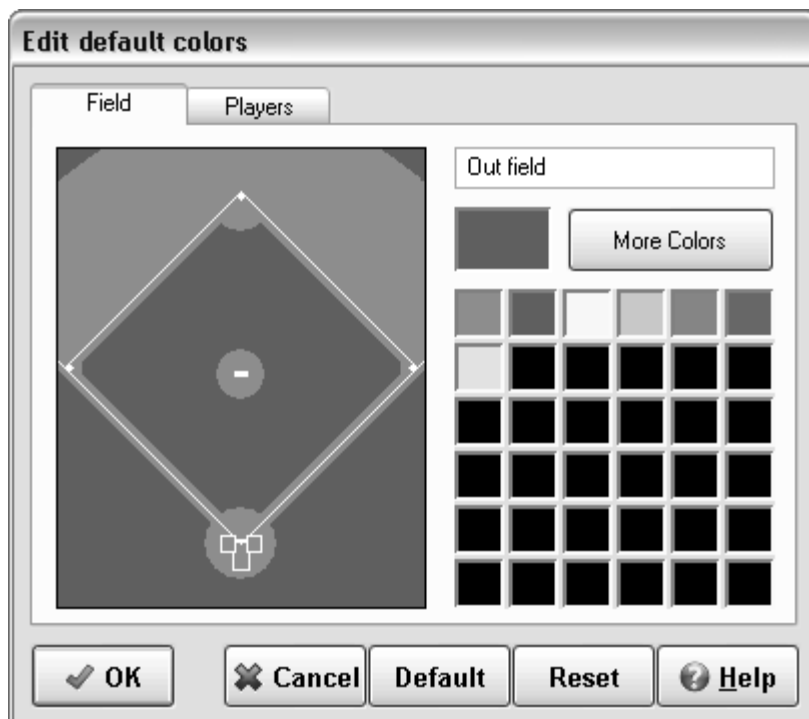 Edit default colors
Field
Players
Out field
More Colors
OK
Cancel
Default
Reset
Help